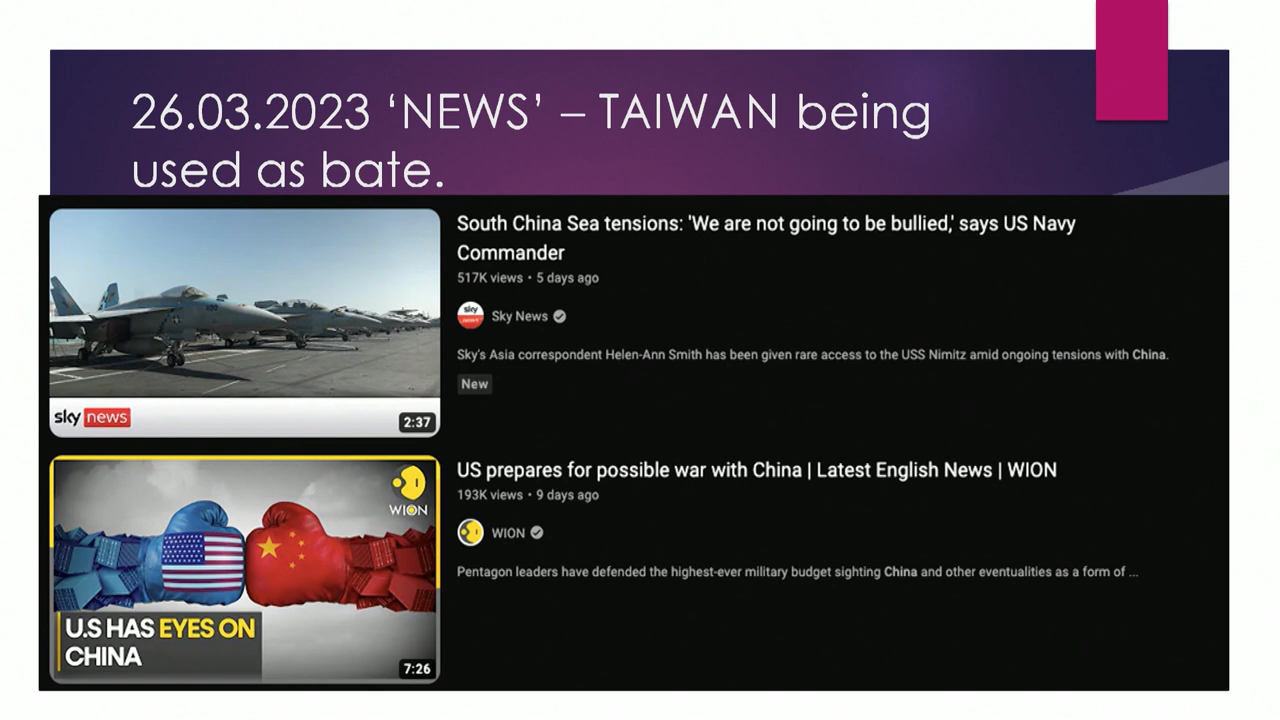 26.03.2023 ‘NEWS’ – TAIWAN being
used as bate.
South China Sea tensions: 'We are not going to be bullied,' says US Navy
Commander
517K views • 5 days ago
sky news
Sky News
Sky's Asia correspondent Helen-Ann Smith has been given rare access to the USS Nimitz amid ongoing tensions with China.
New
sky news
2:37
US prepares for possible war with China | Latest English News | WION
193K views • 9 days ago
WION
WION
Pentagon leaders have defended the highest-ever military budget sighting China and other eventualities as a form of ...
U.S HAS EYES ON
CHINA
7:26